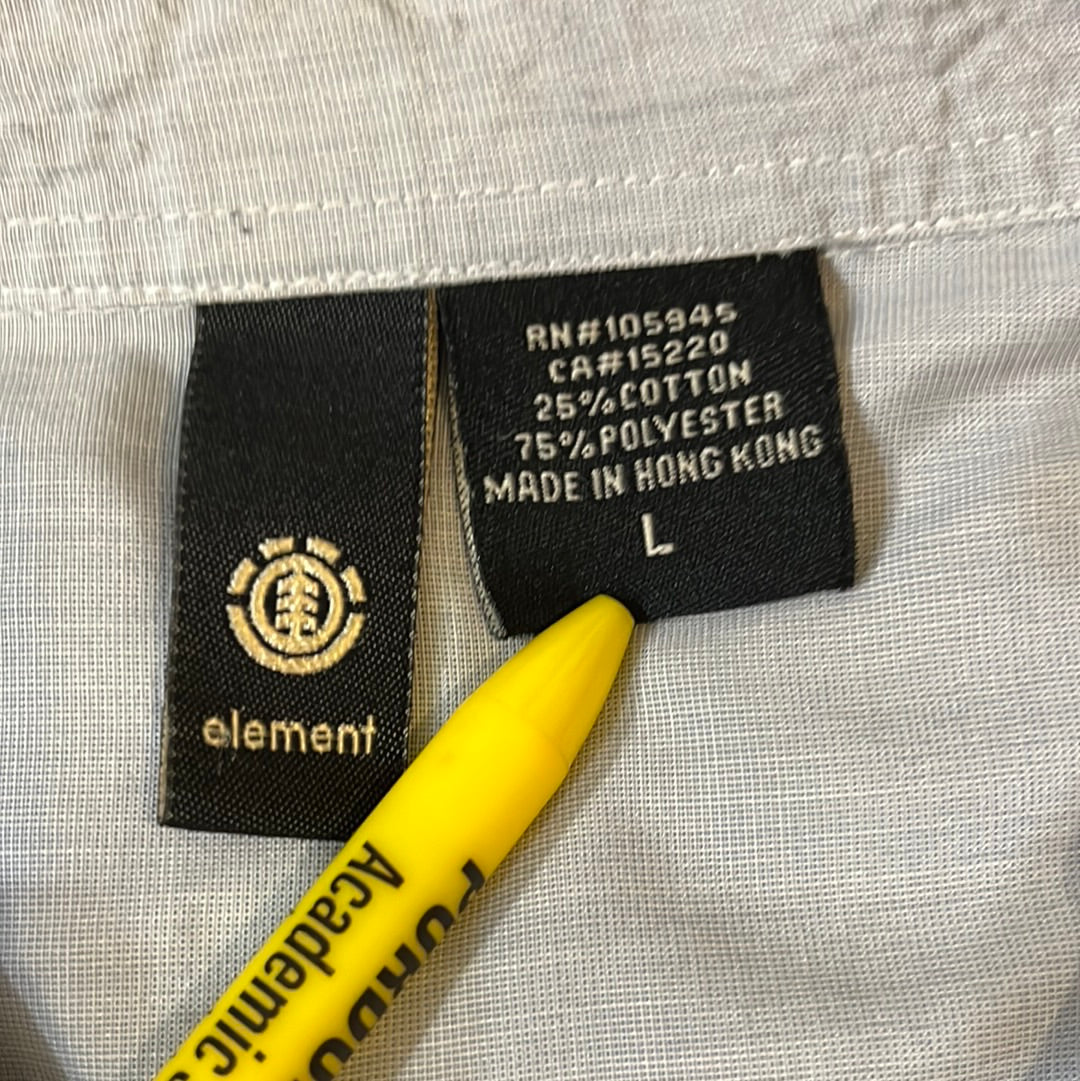 RN#105945
CA#15220
25%COTTON
75%POLYESTER
MADE IN HONG KONG
L
element
Academic